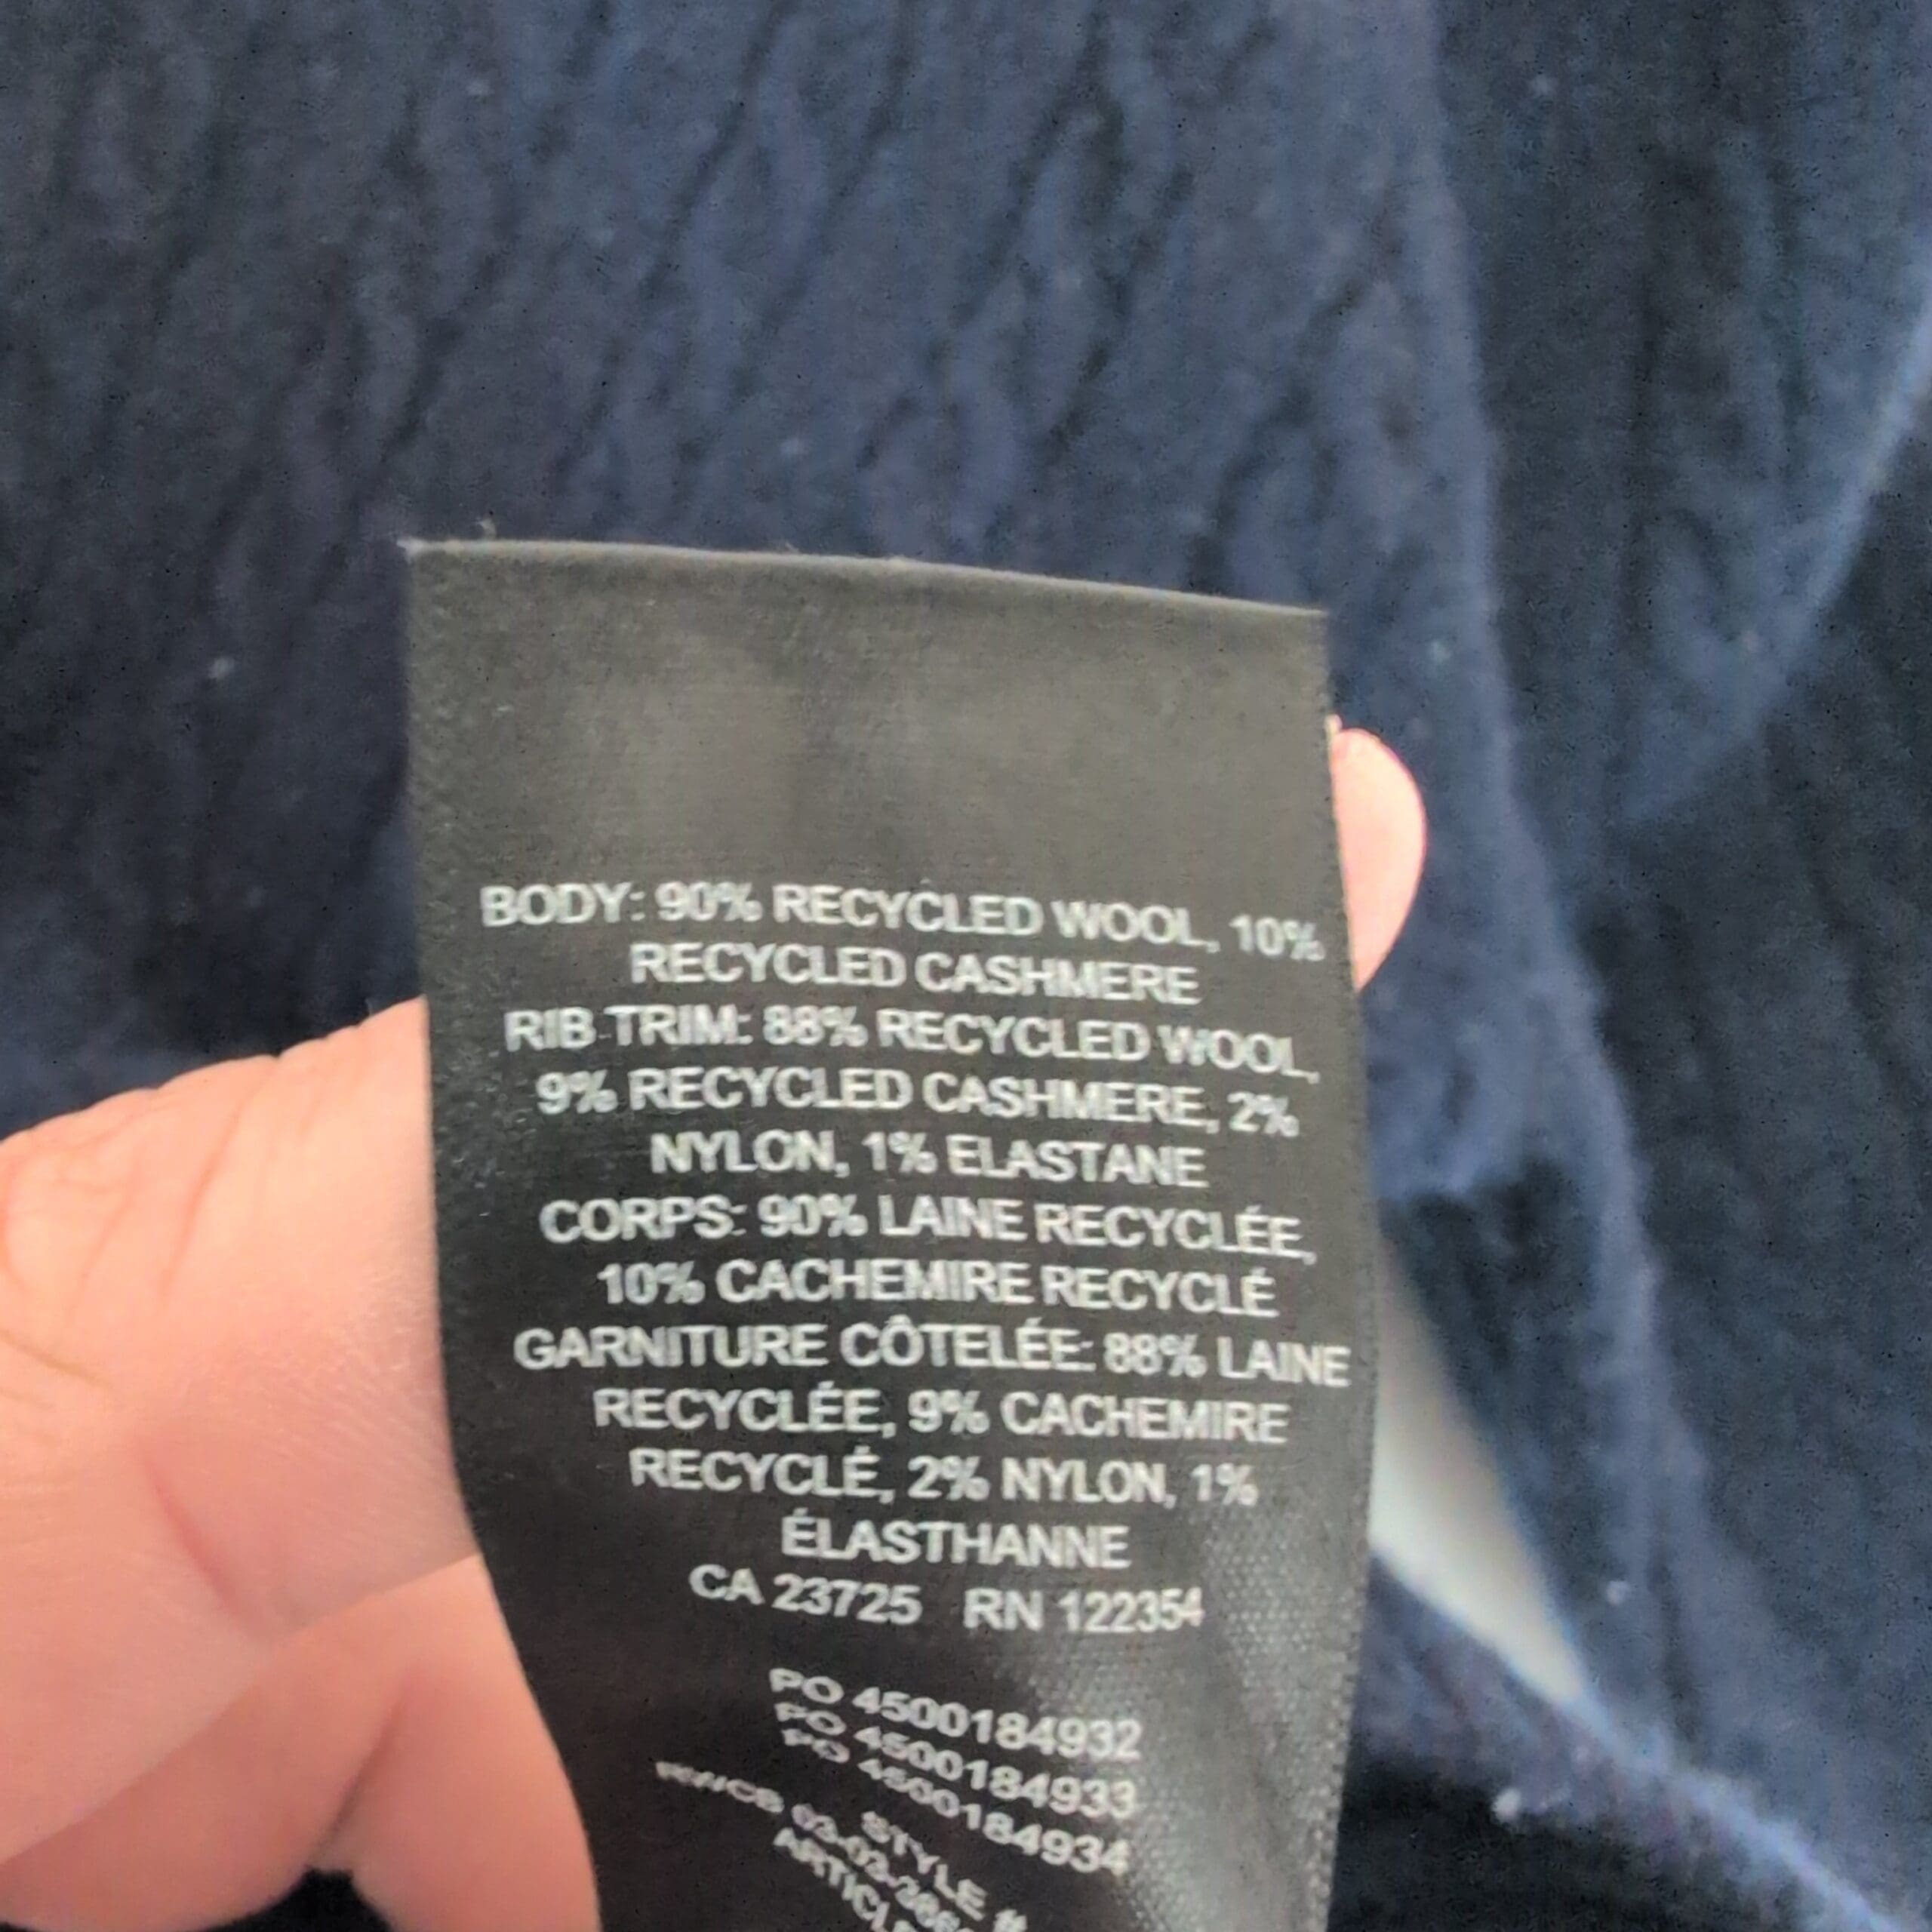 BODY: 90% RECYCLED WOOL, 10%
RECYCLED CASHMERE
RIB TRIM: 88% RECYCLED WOOL,
9% RECYCLED CASHMERE, 2%
NYLON, 1% ELASTANE
CORPS: 90% LAINE RECYCLÉE,
10% CACHEMIRE RECYCLÉ
GARNITURE CÔTELÉE: 88% LAINE
RECYCLÉE, 9% CACHEMIRE
RECYCLÉ, 2% NYLON, 1%
ÉLASTHANNE
CA 23725 RN 122354
PO 4500184932
PO 4500184933
PO 4500184934
STYLE #